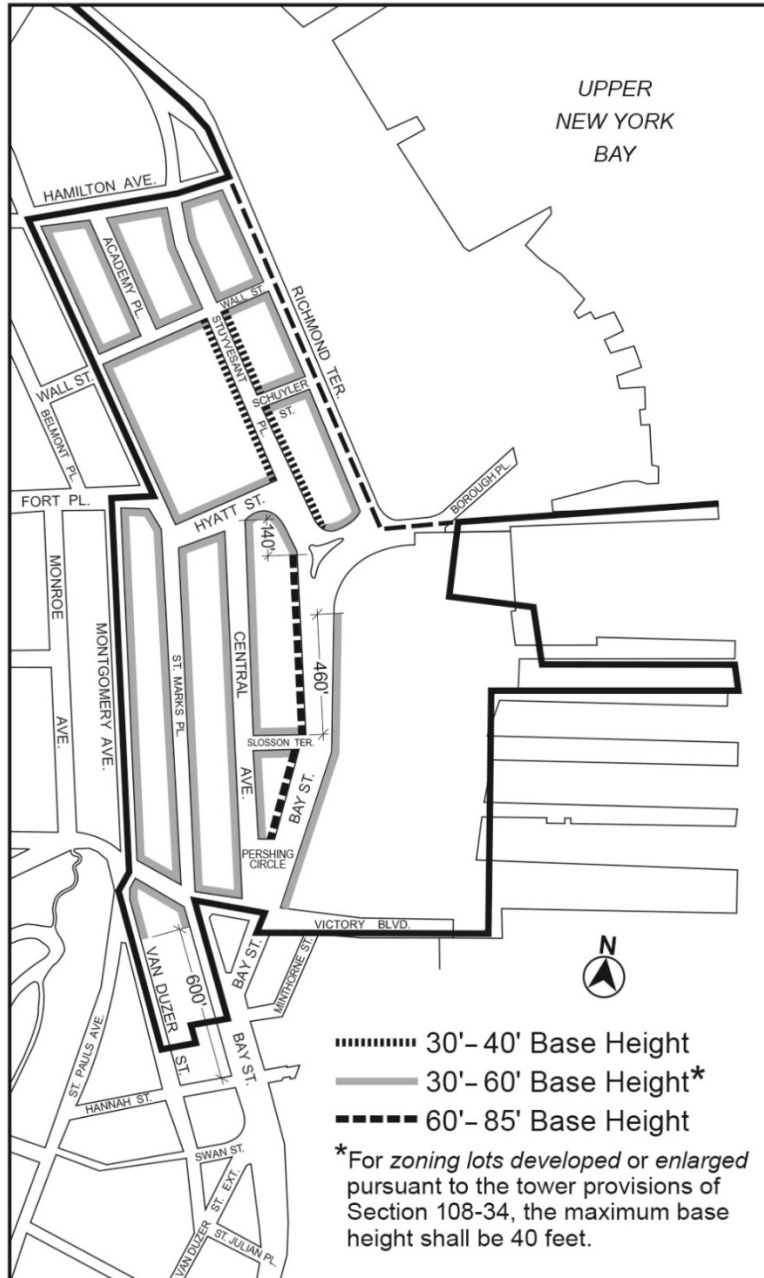 UPPER
NEW YORK
BAY
HAMILTON AVE.
ACADEMY PL.
WALL ST.
STUYVESANT
PL.
RICHMOND TER.
SCHUYLER
ST.
WALL ST.
BELMONT PL.
BOROUGH PL.
FORT PL.
HYATT ST.
140'
MONROE
AVE.
MONTGOMERY AVE.
ST. MARKS PL.
CENTRAL
AVE.
460'
SLOSSON TER.
BAY ST.
PERSHING
CIRCLE
VICTORY BLVD.
VAN DUZER
ST.
600'
BAY ST.
MINTHORNE ST.
N
BAY ST.
ST. PAULS AVE.
HANNAH ST.
SWAN ST.
VAN DUZER
ST. EXT.
ST. JULIAN PL.
30'–40' Base Height
30'–60' Base Height*
60'–85' Base Height
*For zoning lots developed or enlarged
pursuant to the tower provisions of
Section 108-34, the maximum base
height shall be 40 feet.